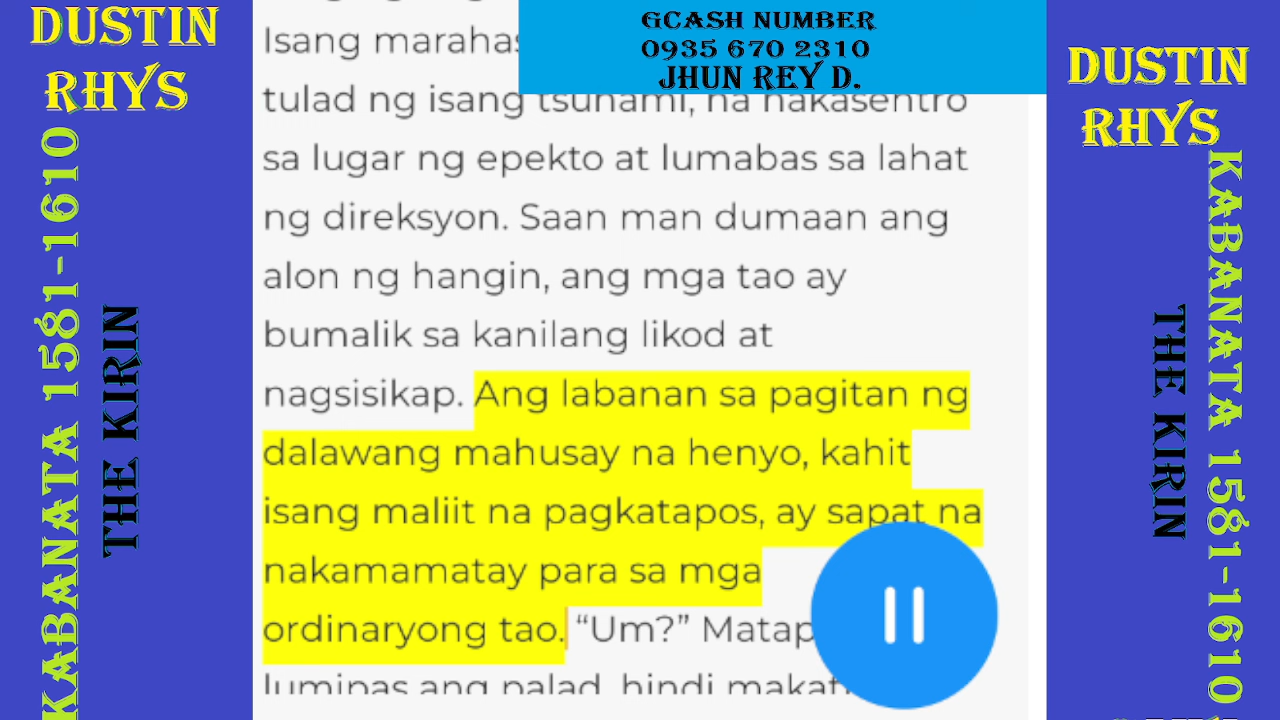 DUSTIN
RHYS
KABANATA 1581-1610
THE KIRIN
GCASH NUMBER
0935 670 2310
JHUN REY D.
Isang
tulad ng isang tsunami, na nakasentro
sa lugar ng epekto at lumabas sa lahat
ng direksyon. Saan man dumaan ang
alon ng hangin, ang mga tao ay
bumalik sa kanilang likod at
nagsisikap. Ang labanan sa pagitan ng
dalawang mahusay na henyo, kahit
isang maliit na pagkatapos, ay sapat na
nakamamatay para sa mga
ordinaryong tao. “Um?”
lumipas ang palad, hindi
DUSTIN
RHYS
KABANATA 1581-1610
THE KIRIN